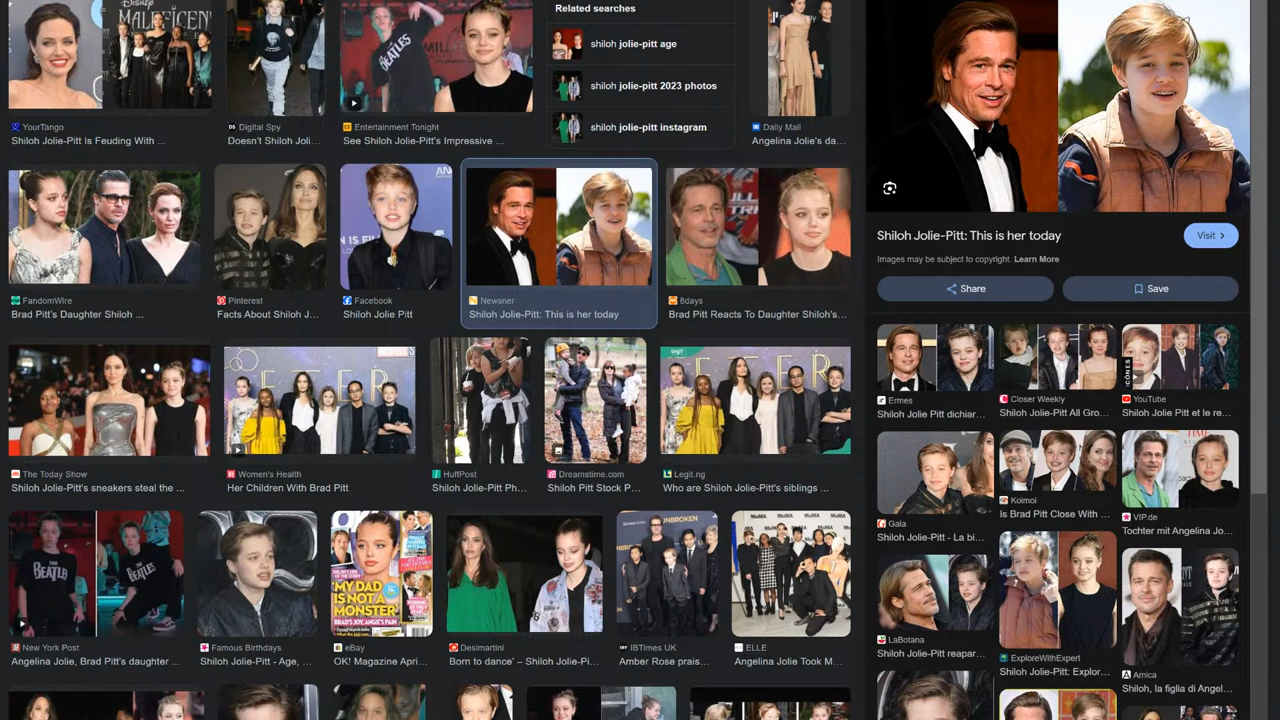 Related searches
shiloh jolie-pitt age
shiloh jolie-pitt 2023 photos
shiloh jolie-pitt instagram
YourTango
Shiloh Jolie-Pitt Is Feuding With ...
Digital Spy
Doesn't Shiloh Joli...
Entertainment Tonight
See Shiloh Jolie-Pitt's Impressive ...
Daily Mail
Angelina Jolie's da...
FandomWire
Brad Pitt's Daughter Shiloh ...
Pinterest
Facts About Shiloh J...
Facebook
Shiloh Jolie Pitt
Newsner
Shiloh Jolie-Pitt: This is her today
8days
Brad Pitt Reacts To Daughter Shiloh's...
The Today Show
Shiloh Jolie-Pitt's sneakers steal the ...
Women's Health
Her Children With Brad Pitt
HuffPost
Shiloh Jolie-Pitt Ph...
Dreamstime.com
Shiloh Pitt Stock P...
Legit.ng
Who are Shiloh Jolie-Pitt's siblings ...
New York Post
Angelina Jolie, Brad Pitt's daughter ...
Famous Birthdays
Shiloh Jolie-Pitt - Age, ...
'MY DAD
IS NOT A
MONSTER
BRAD'S JOY, ANGIE'S PAIN
eBay
OK! Magazine Apri...
Desimartini
Born to dance' – Shiloh Jolie-Pi...
IBTimes UK
Amber Rose prais...
ELLE
Angelina Jolie Took M...
Shiloh Jolie-Pitt: This is her today
Visit
Images may be subject to copyright. Learn More
Share
Save
Ermes
Shiloh Jolie Pitt dichiar...
Closer Weekly
Shiloh Jolie-Pitt All Gro...
YouTube
Shiloh Jolie Pitt et le re...
Gala
Shiloh Jolie-Pitt - La bi...
Koimoi
Is Brad Pitt Close With ...
VIP.de
Tochter mit Angelina Jo...
LaBotana
Shiloh Jolie-Pitt reapar...
ExploreWithExpert
Shiloh Jolie-Pitt: Explor...
Amica
Shiloh, la figlia di Angel...